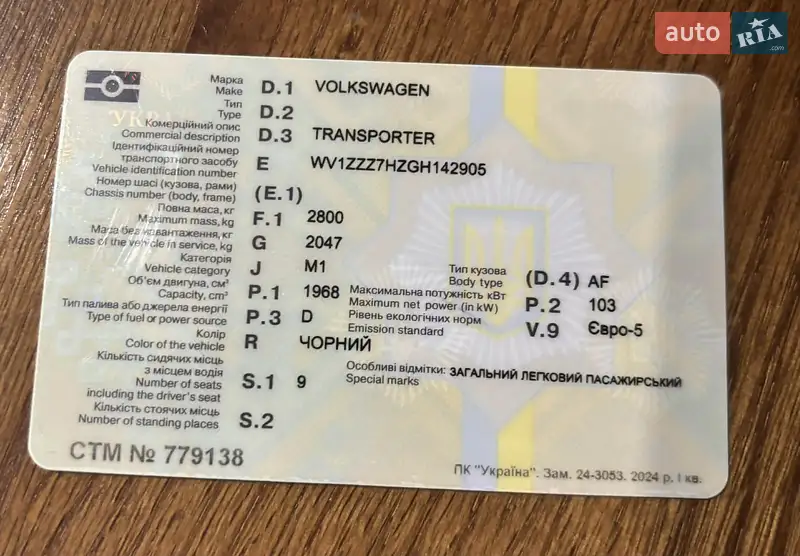 auto RIA .com
Марка
Make D.1 VOLKSWAGEN
Тип
Type D.2
Комерційний опис
Commercial description D.3 TRANSPORTER
Ідентифікаційний номер
транспортного засобу
Vehicle identification number E WV1ZZZ7HZGH142905
Номер шасі (кузова, рами)
Chassis number (body, frame) (E.1)
Повна маса, кг
Maximum mass, kg F.1 2800
Маса без навантаження, кг
Mass of the vehicle in service, kg G 2047
Категорія
Vehicle category J M1
Тип кузова
Body type (D.4) AF
Об'єм двигуна, см³
Capacity, cm³ P.1 1968
Максимальна потужність кВт
Maximum net power (in kW) P.2 103
Тип палива або джерела енергії
Type of fuel or power source P.3 D
Рівень екологічних норм
Emission standard V.9 Євро-5
Колір
Color of the vehicle R ЧОРНИЙ
Кількість сидячих місць
з місцем водія
Number of seats
including the driver's seat S.1 9
Особливі відмітки: ЗАГАЛЬНИЙ ЛЕГКОВИЙ ПАСАЖИРСЬКИЙ
Special marks
Кількість стоячих місць
Number of standing places S.2
СТМ № 779138
ПК "Україна". Зам. 24-3053. 2024 р. І кв.